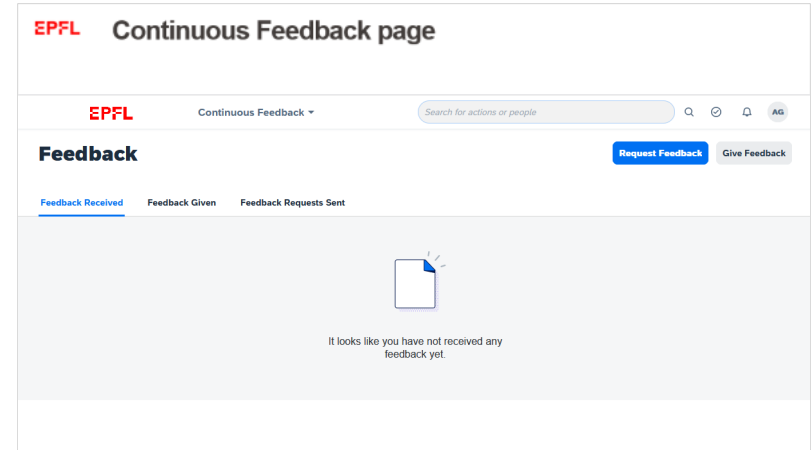 EPFL Continuous Feedback page
EPFL Continuous Feedback Search for actions or people AG
Feedback Request Feedback Give Feedback
Feedback Received Feedback Given Feedback Requests Sent
It looks like you have not received any
feedback yet.